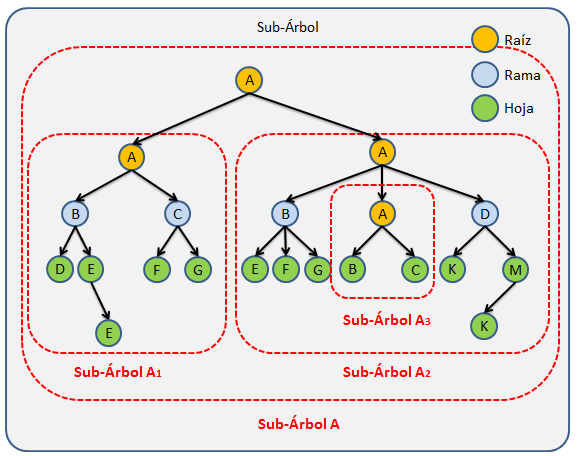 Sub-Árbol
Raíz
Rama
Hoja
A
A
A
B
C
B
A
D
D
E
F
G
E
F
G
B
C
K
M
E
K
Sub-Árbol A3
Sub-Árbol A1
Sub-Árbol A2
Sub-Árbol A